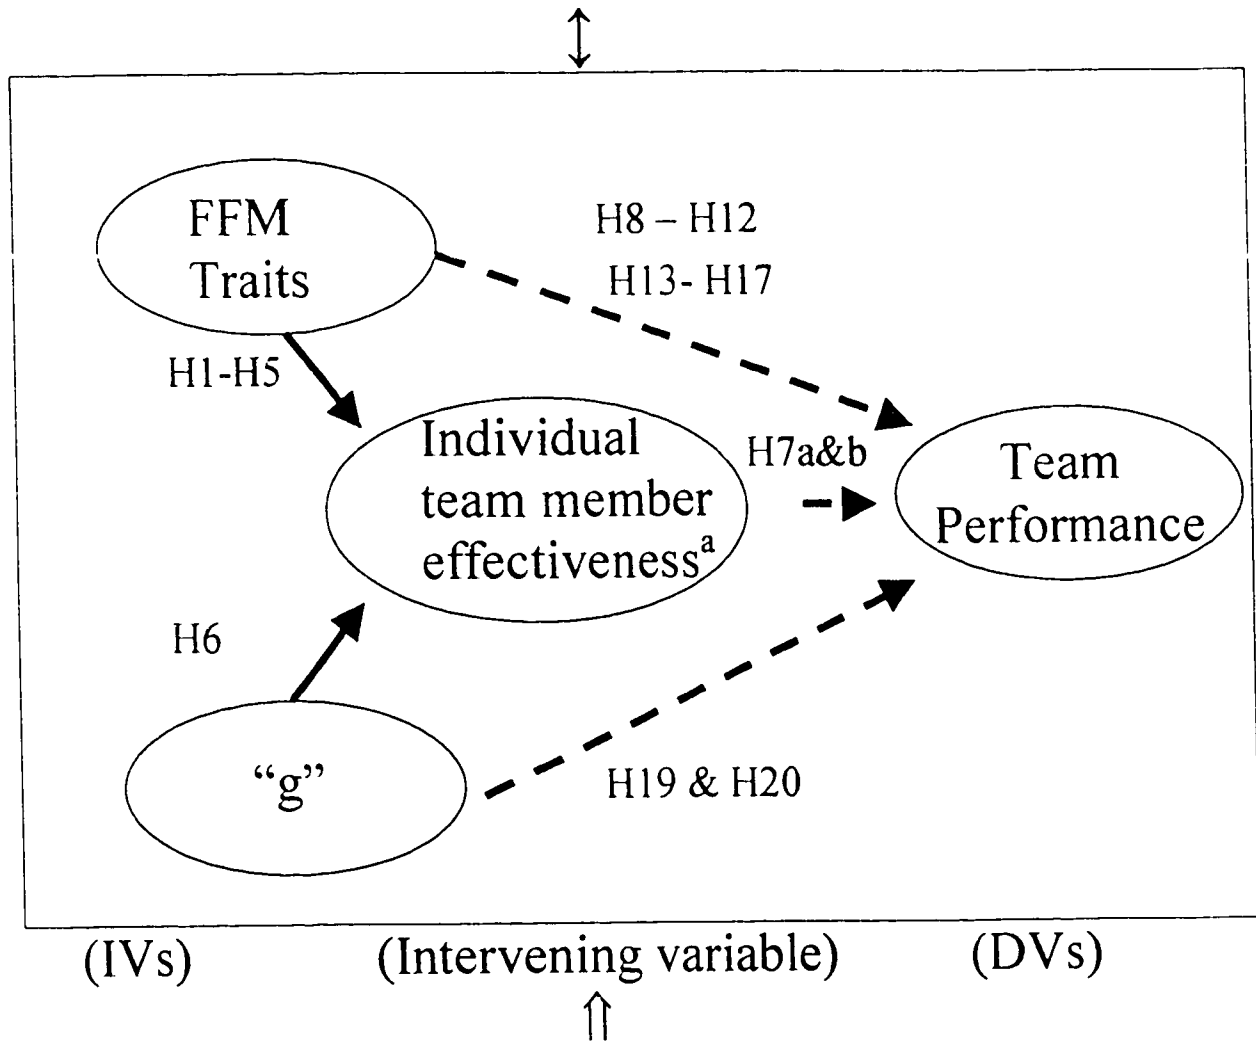 FFM
Traits
H8 – H12
H13- H17
H1-H5
Individual
team member
effectivenessᵃ
H7a&b
Team
Performance
H6
“g”
H19 & H20
(IVs)
(Intervening variable)
(DVs)